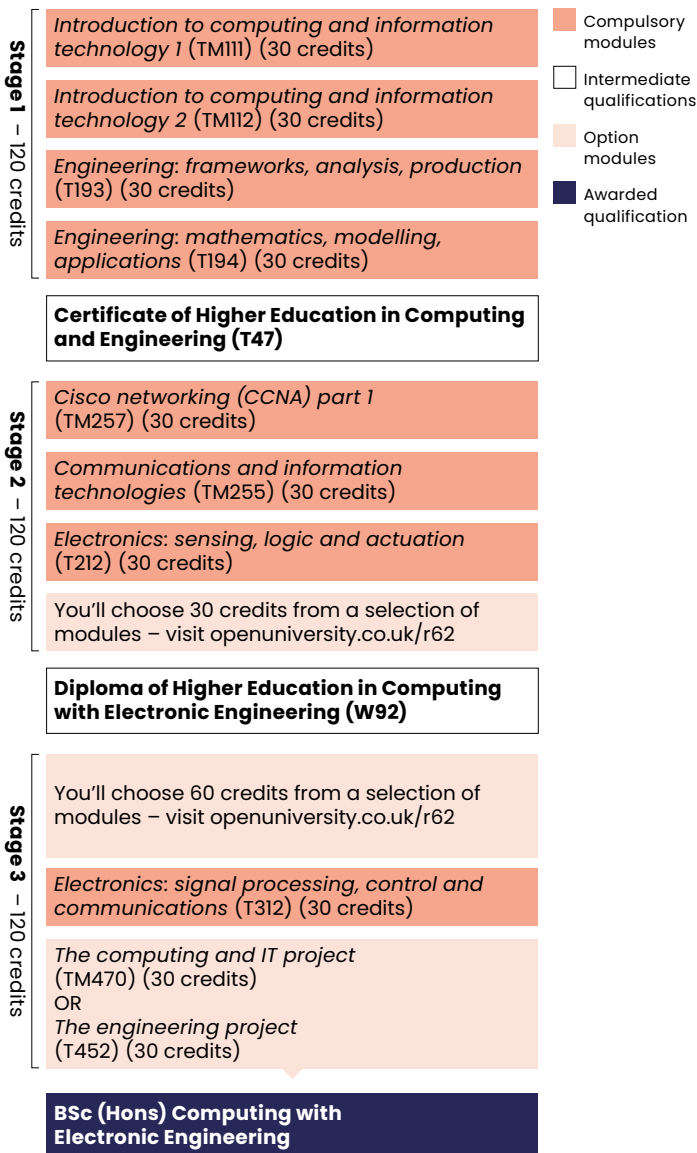 Stage 1 – 120 credits
Introduction to computing and information
technology 1 (TM111) (30 credits)
Introduction to computing and information
technology 2 (TM112) (30 credits)
Engineering: frameworks, analysis, production
(T193) (30 credits)
Engineering: mathematics, modelling,
applications (T194) (30 credits)
Certificate of Higher Education in Computing
and Engineering (T47)
Stage 2 – 120 credits
Cisco networking (CCNA) part 1
(TM257) (30 credits)
Communications and information
technologies (TM255) (30 credits)
Electronics: sensing, logic and actuation
(T212) (30 credits)
You’ll choose 30 credits from a selection of
modules – visit openuniversity.co.uk/r62
Diploma of Higher Education in Computing
with Electronic Engineering (W92)
Stage 3 – 120 credits
You’ll choose 60 credits from a selection of
modules – visit openuniversity.co.uk/r62
Electronics: signal processing, control and
communications (T312) (30 credits)
The computing and IT project
(TM470) (30 credits)
OR
The engineering project
(T452) (30 credits)
BSc (Hons) Computing with
Electronic Engineering
Compulsory
modules
Intermediate
qualifications
Option
modules
Awarded
qualification